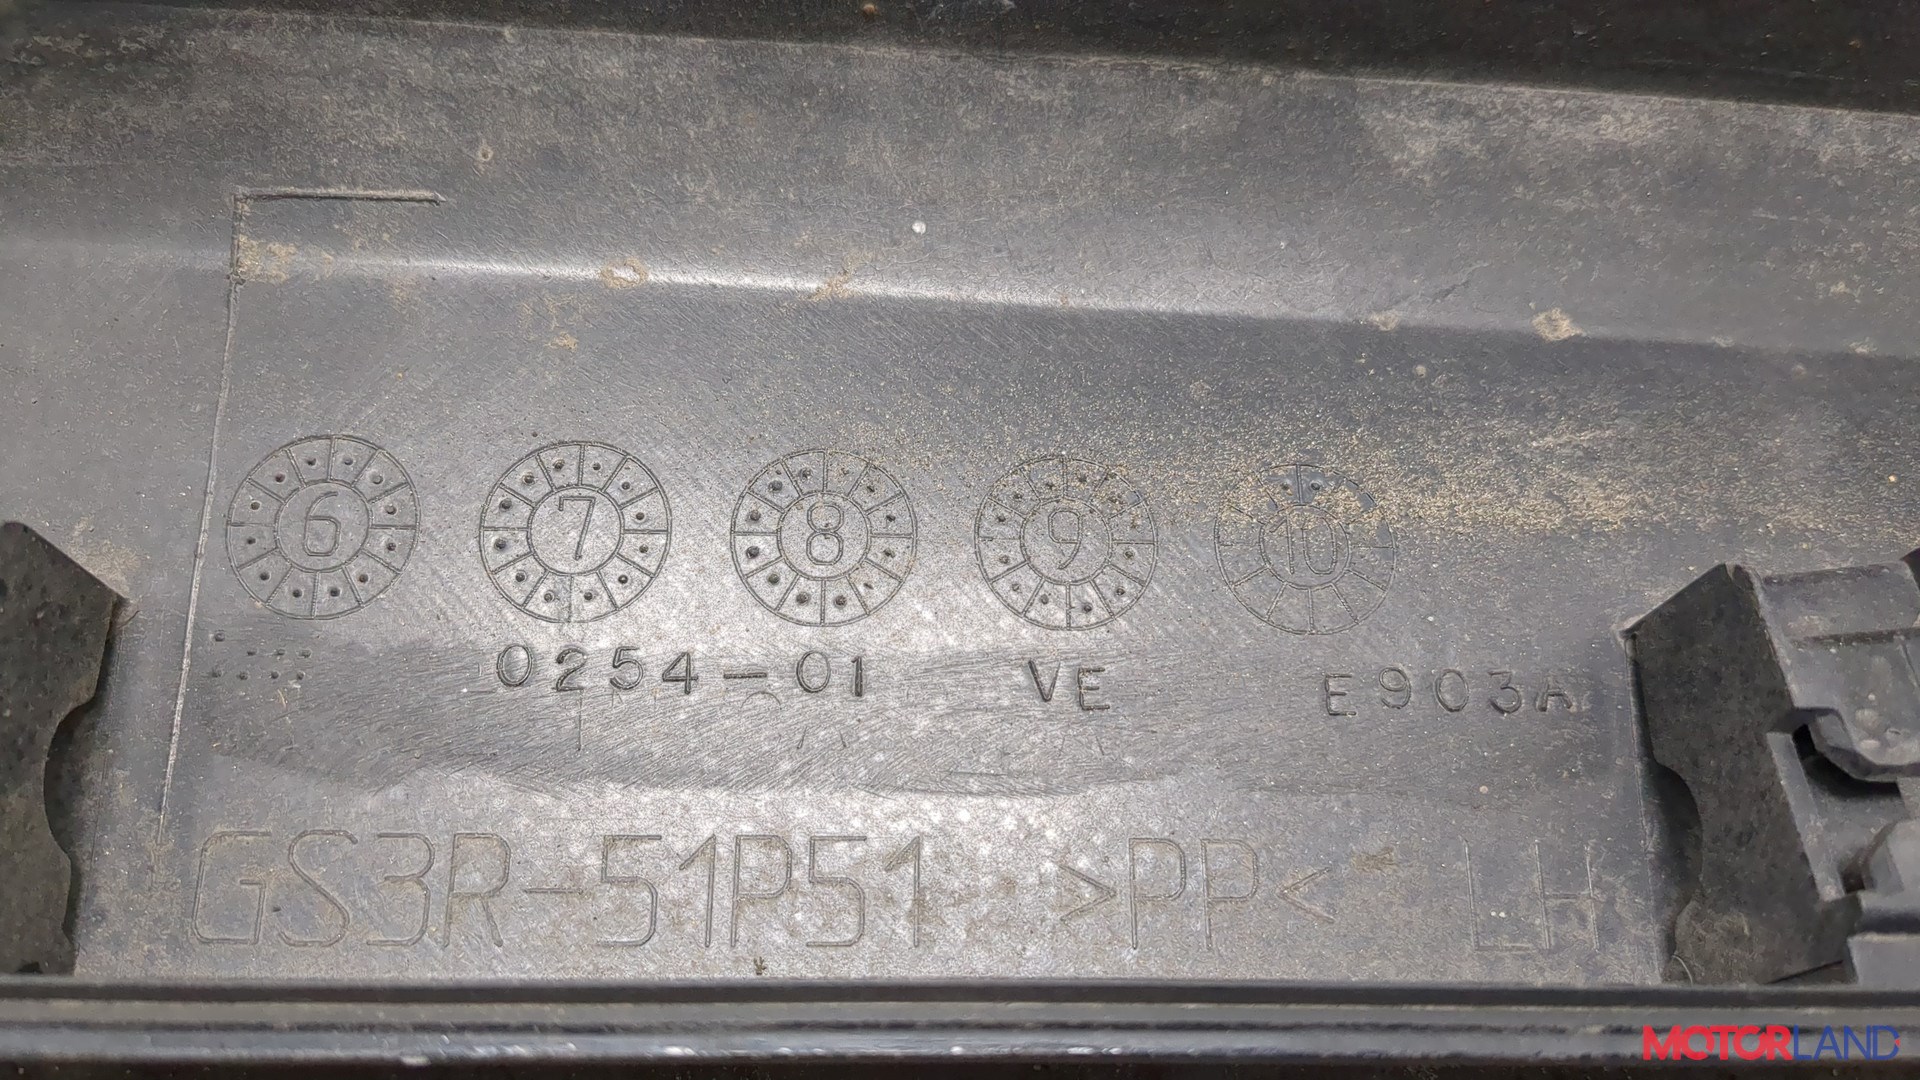 6 7 8 9 10
0254-01 VE E903A
GS3R-51P51 >PP< LH
MOTORLAND